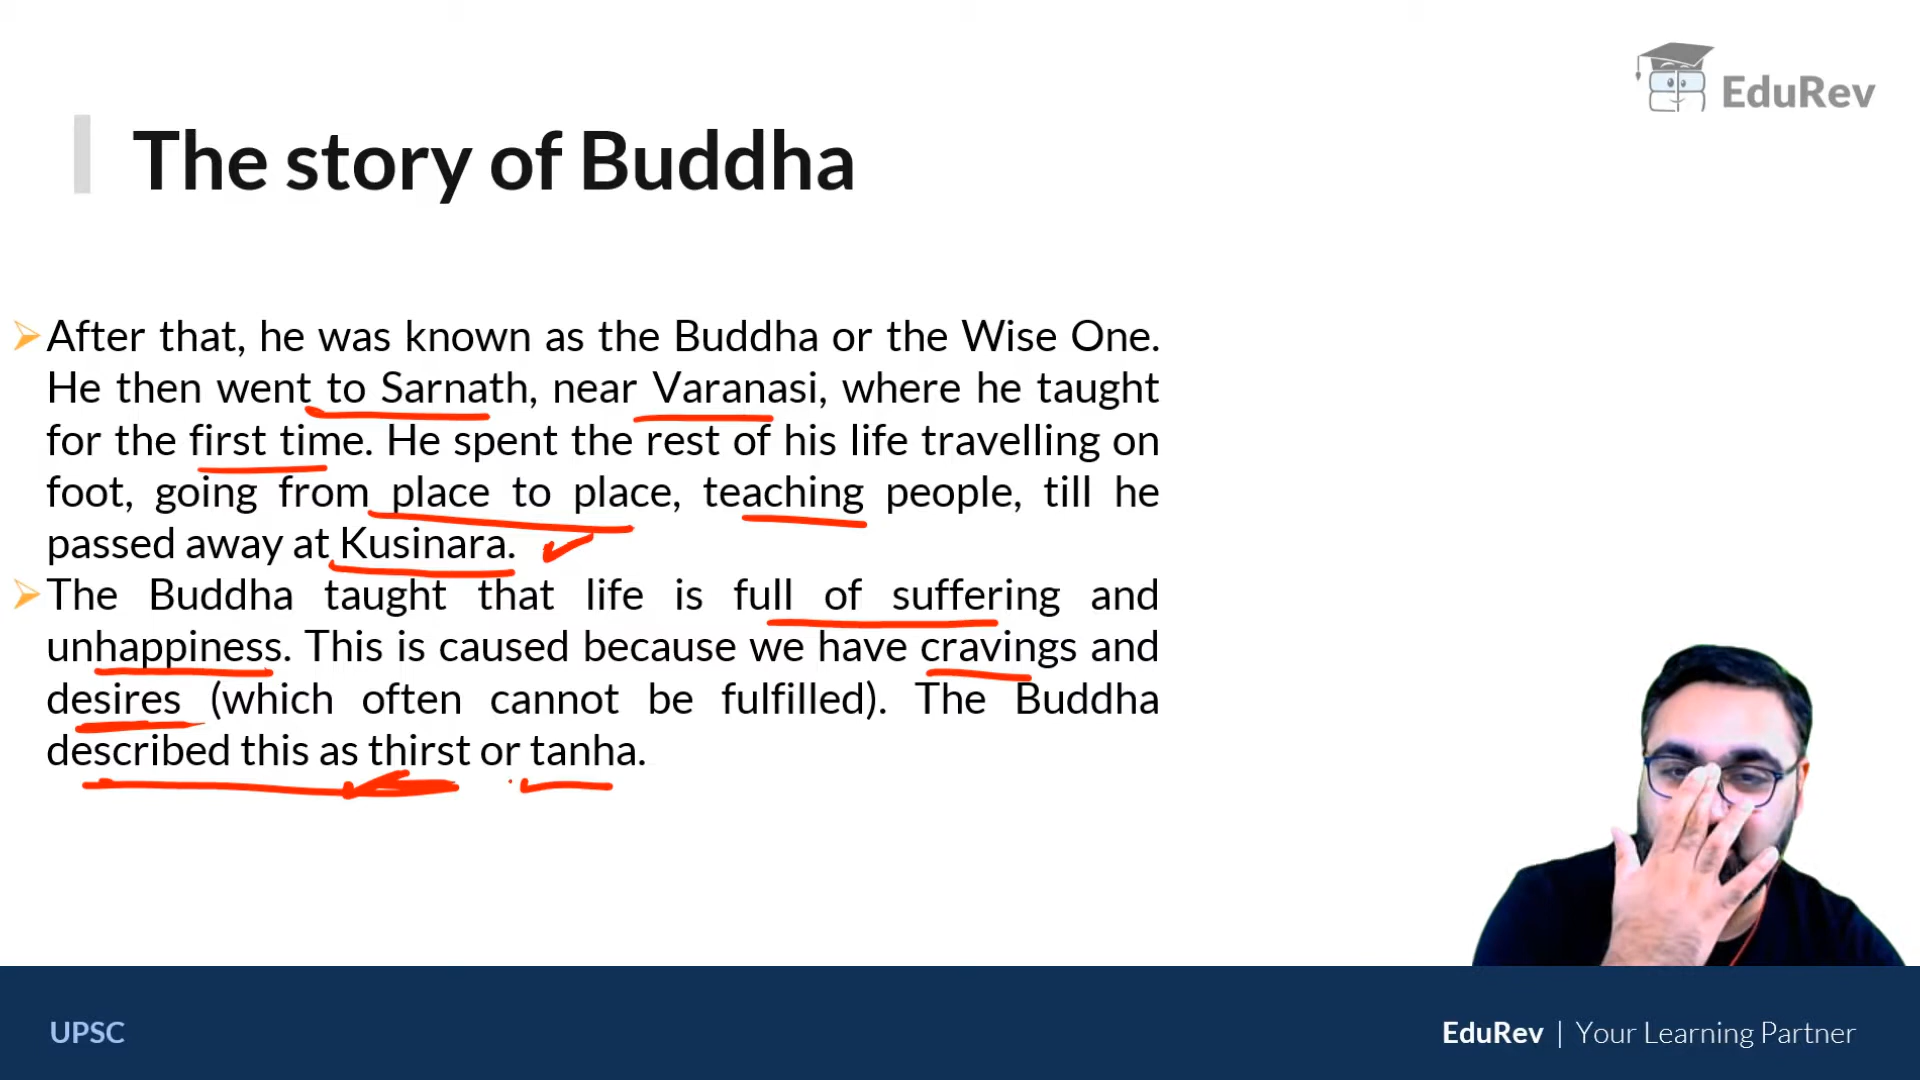 EduRev
The story of Buddha
After that, he was known as the Buddha or the Wise One.
He then went to Sarnath, near Varanasi, where he taught
for the first time. He spent the rest of his life travelling on
foot, going from place to place, teaching people, till he
passed away at Kusinara.
The Buddha taught that life is full of suffering and
unhappiness. This is caused because we have cravings and
desires (which often cannot be fulfilled). The Buddha
described this as thirst or tanha.
UPSC
EduRev | Your Learning Partner